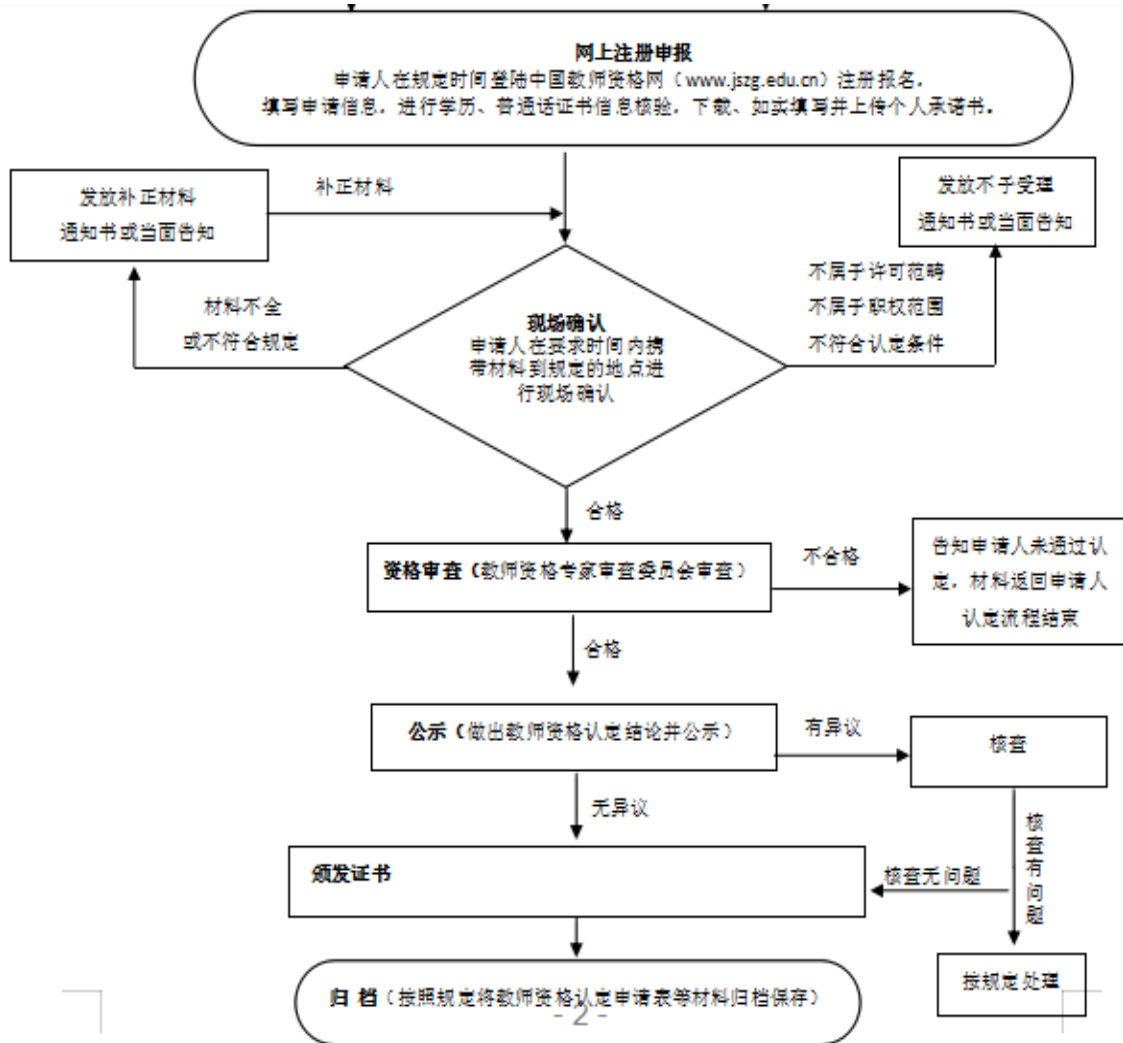 网上注册申报
申请人在规定时间登陆中国教师资格网（www.jszg.edu.cn）注册报名，
填写申请信息，进行学历、普通话证书信息核验，下载、如实填写并上传个人承诺书。
发放补正材料
通知书或当面告知
补正材料
发放不予受理
通知书或当面告知
材料不全
或不符合规定
不属于许可范畴
不属于职权范围
不符合认定条件
现场确认
申请人在要求时间内携
带材料到规定的地点进
行现场确认
合格
资格审查（教师资格专家审查委员会审查）
不合格
告知申请人未通过认
定，材料返回申请人
认定流程结束
合格
公示（做出教师资格认定结论并公示）
有异议
核查
无异议
颁发证书
核查无问题
核查有问题
按规定处理
归 档（按照规定将教师资格认定申请表等材料归档保存）
- 2 -